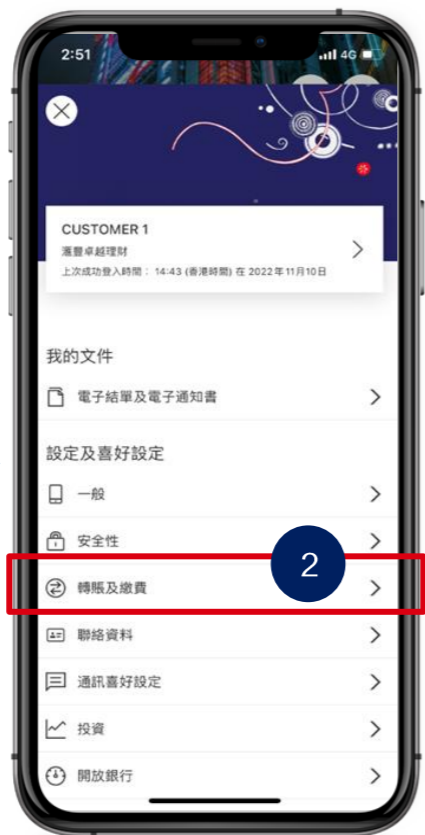 2:51
4G
CUSTOMER 1
滙豐卓越理財
上次成功登入時間： 14:43 (香港時間) 在 2022年11月10日
我的文件
電子結單及電子通知書
設定及喜好設定
一般
安全性
2
轉賬及繳費
聯絡資料
通訊喜好設定
投資
開放銀行